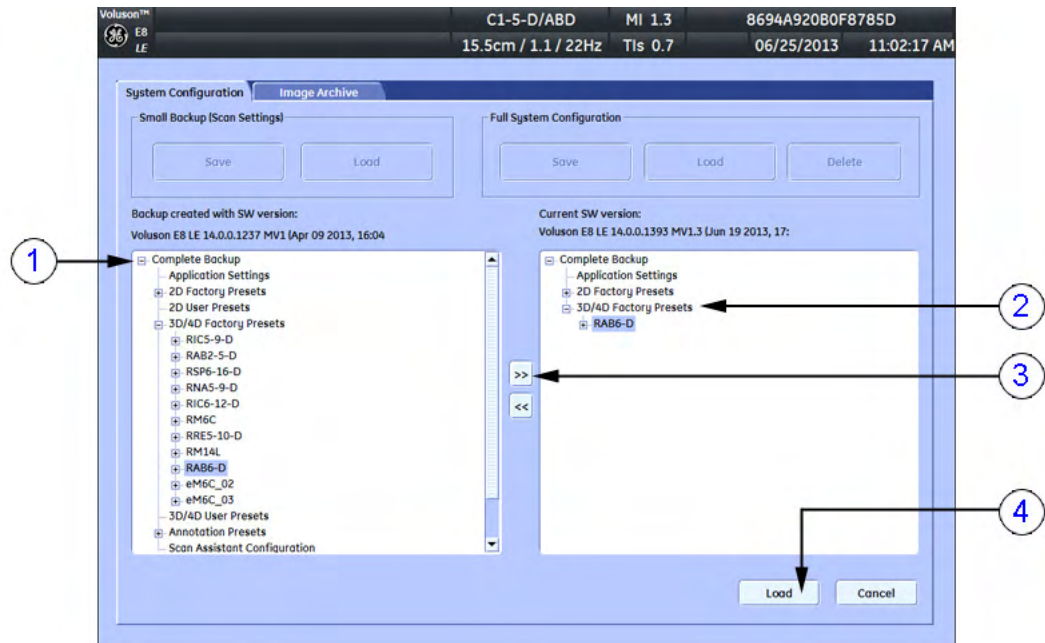 Voluson™
E8
LE
C1-5-D/ABD MI 1.3 8694A920B0F8785D
15.5cm / 1.1 / 22Hz TIs 0.7 06/25/2013 11:02:17 AM
System Configuration Image Archive
Small Backup (Scan Settings)
Save Load
Full System Configuration
Save Load Delete
Backup created with SW version:
Voluson E8 LE 14.0.0.1237 MV1 (Apr 09 2013, 16:04
Current SW version:
Voluson E8 LE 14.0.0.1393 MV1.3 (Jun 19 2013, 17:
1
Complete Backup
Application Settings
2D Factory Presets
2D User Presets
3D/4D Factory Presets
RIC5-9-D
RAB2-5-D
RSP6-16-D
RNA5-9-D
RIC6-12-D
RM6C
RRE5-10-D
RM14L
RAB6-D
eM6C_02
eM6C_03
3D/4D User Presets
Annotation Presets
Scan Assistant Configuration
>>
<<
Complete Backup
Application Settings
2D Factory Presets
3D/4D Factory Presets
RAB6-D
2
3
4
Load Cancel